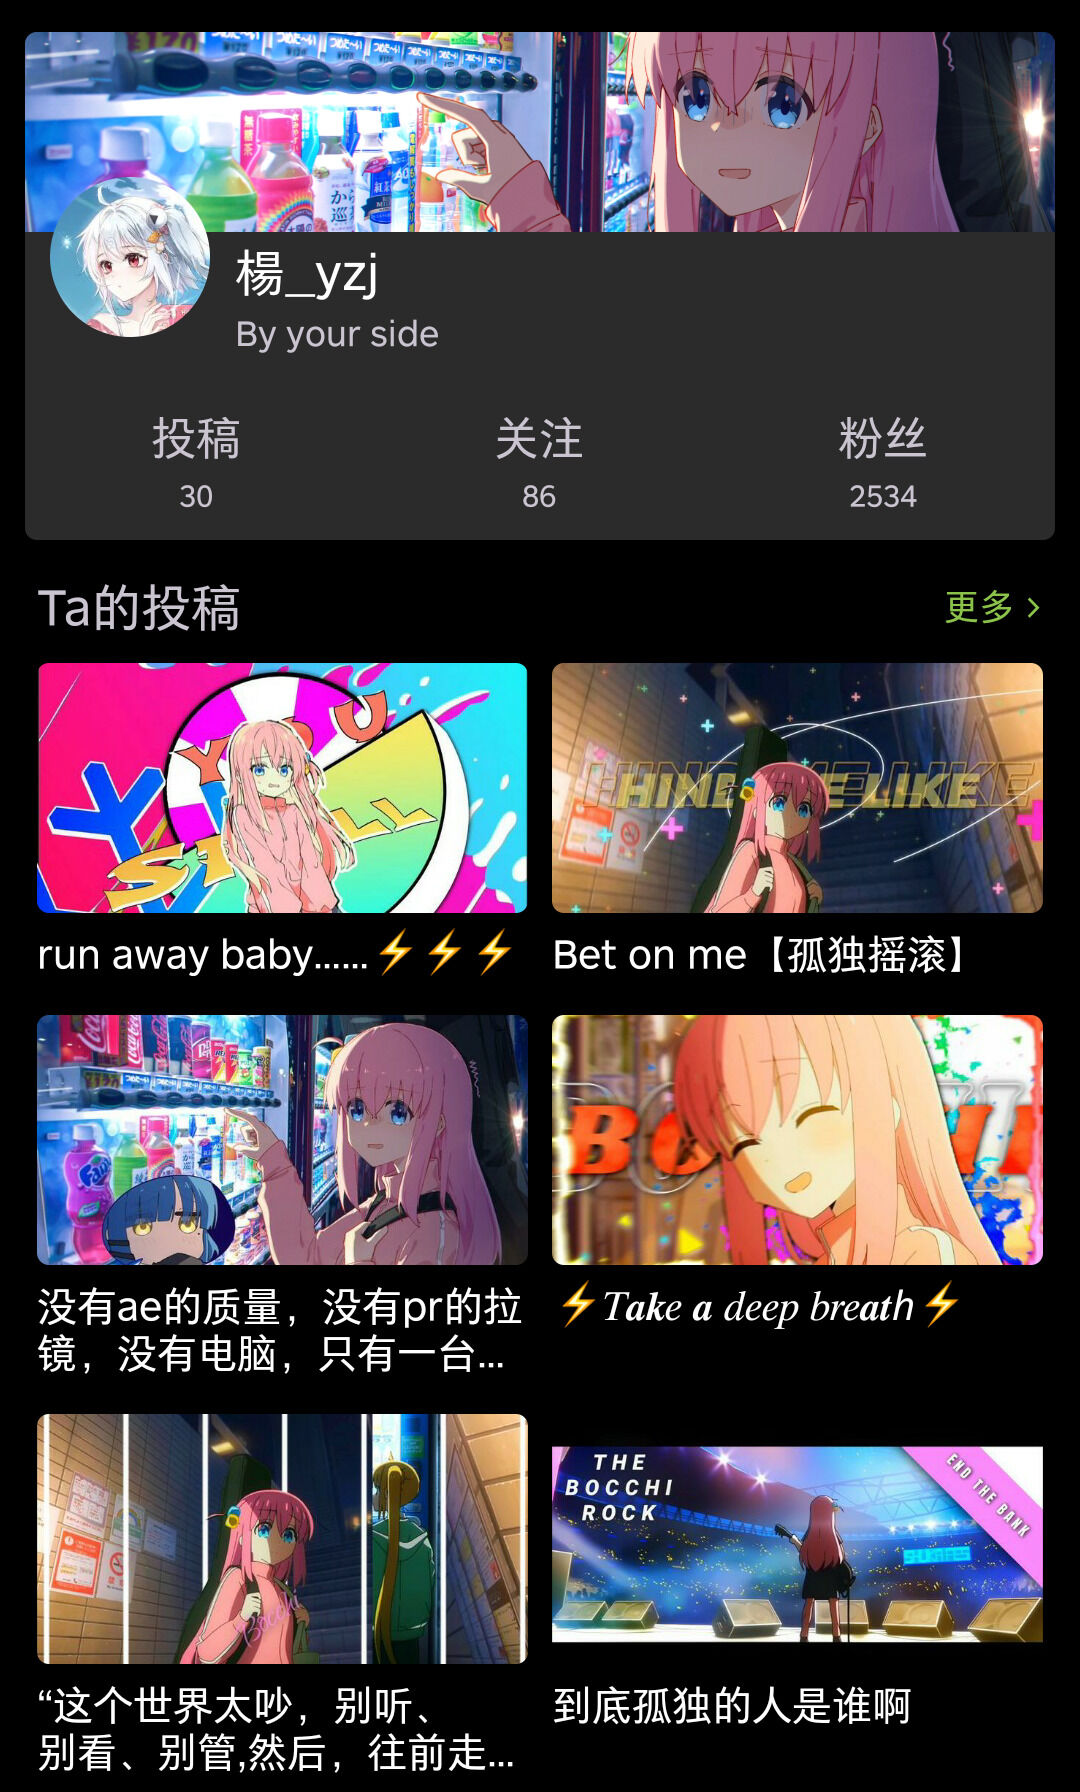 楊_yzj
By your side
投稿
关注
粉丝
30
86
2534
Ta的投稿
更多 >
run away baby......⚡⚡⚡
Bet on me【孤独摇滚】
没有ae的质量，没有pr的拉
镜，没有电脑，只有一台...
⚡Take a deep breath⚡
THE
BOCCHI
ROCK
END THE BANK
Bocchi
“这个世界太吵，别听、
别看、别管,然后，往前走...
到底孤独的人是谁啊